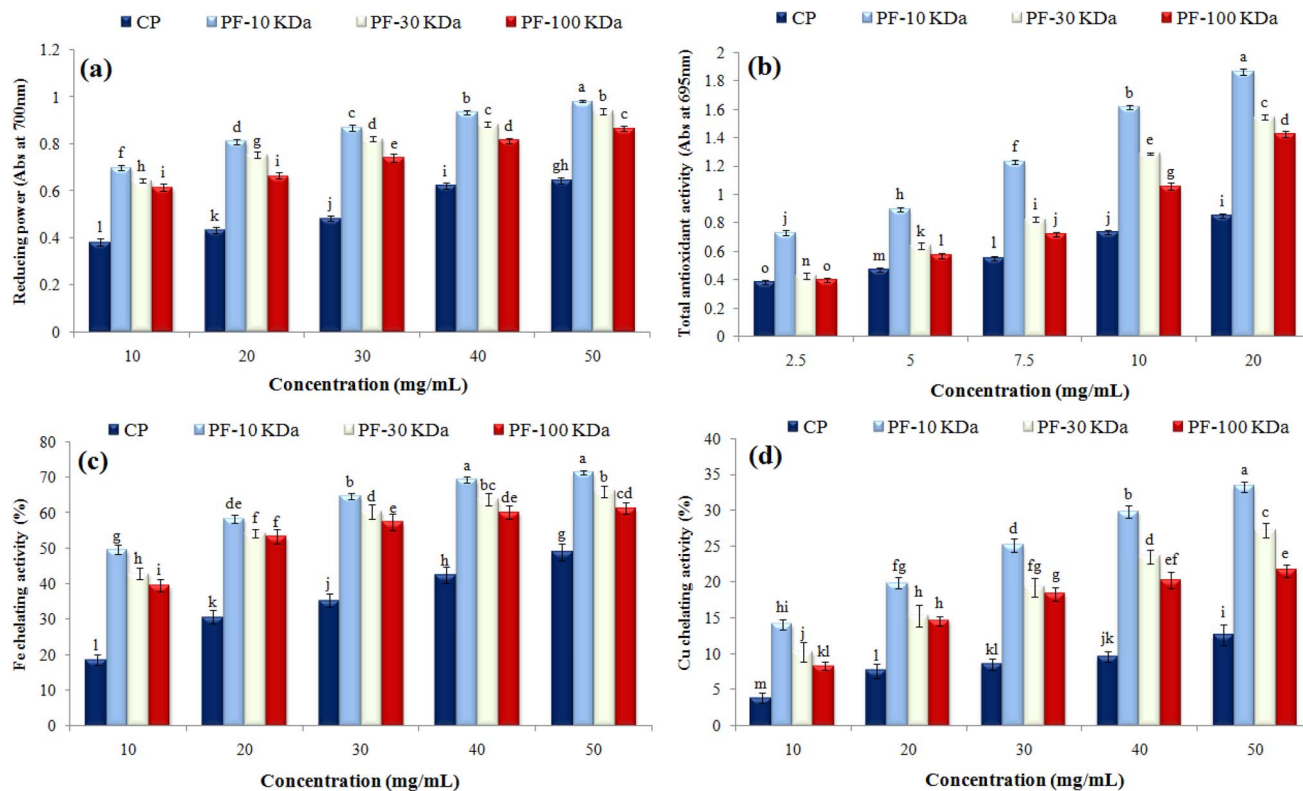 CP PF-10 KDa PF-30 KDa PF-100 KDa
(a)
Reducing power (Abs at 700nm)
1.2
1
0.8
0.6
0.4
0.2
0
l f h i k d g i j c d e i b c d gh a b c
10 20 30 40 50
Concentration (mg/mL)
CP PF-10 KDa PF-30 KDa PF-100 KDa
(b)
Total antioxidant activity (Abs at 695nm)
2
1.8
1.6
1.4
1.2
1
0.8
0.6
0.4
0.2
0
o j n o m h k l l f i j j b e g i a c d
2.5 5 7.5 10 20
Concentration (mg/mL)
CP PF-10 KDa PF-30 KDa PF-100 KDa
(c)
Fe chelating activity (%)
80
70
60
50
40
30
20
10
0
l g h i k de f f j b d e h a bc de g a b cd
10 20 30 40 50
Concentration (mg/mL)
CP PF-10 KDa PF-30 KDa PF-100 KDa
(d)
Cu chelating activity (%)
40
35
30
25
20
15
10
5
0
m hi j kl l fg h h kl d fg g jk b d ef i a c e
10 20 30 40 50
Concentration (mg/mL)